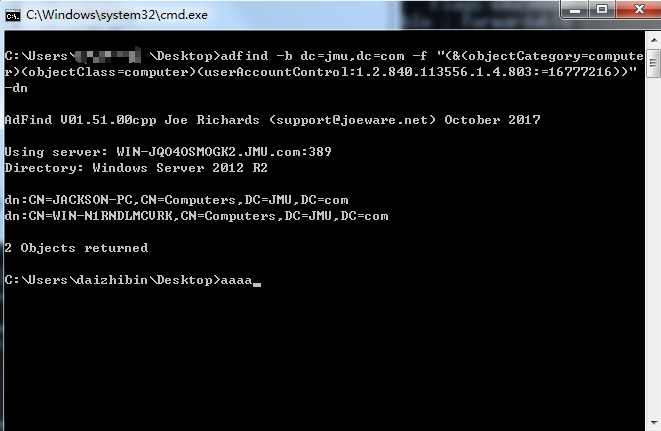 C:\Windows\system32\cmd.exe
C:\Users\ \Desktop>adfind -b dc=jmu,dc=com -f "(&(objectCategory=compute
r)(objectClass=computer)(userAccountControl:1.2.840.113556.1.4.803:=16777216))"
-dn
AdFind V01.51.00cpp Joe Richards (support@joeware.net) October 2017
Using server: WIN-JQO4OSMOGK2.JMU.com:389
Directory: Windows Server 2012 R2
dn:CN=JACKSON-PC,CN=Computers,DC=JMU,DC=com
dn:CN=WIN-N1RNDLMCVRK,CN=Computers,DC=JMU,DC=com
2 Objects returned
C:\Users\daizhibin\Desktop>aaaa_